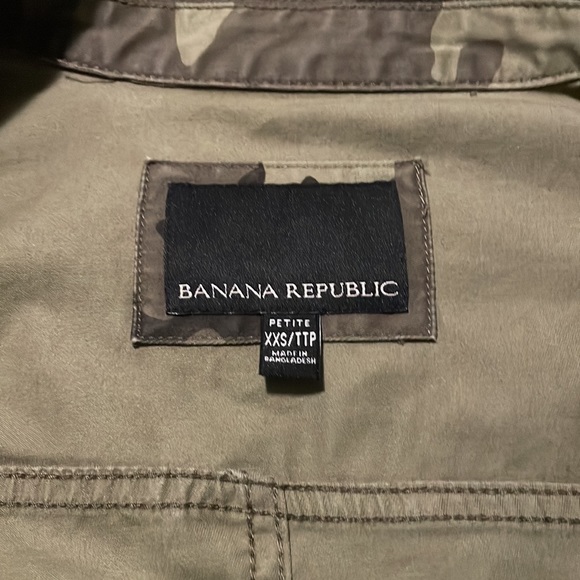 BANANA REPUBLIC
PETITE
XXS/TTP
MADE IN
BANGLADESH